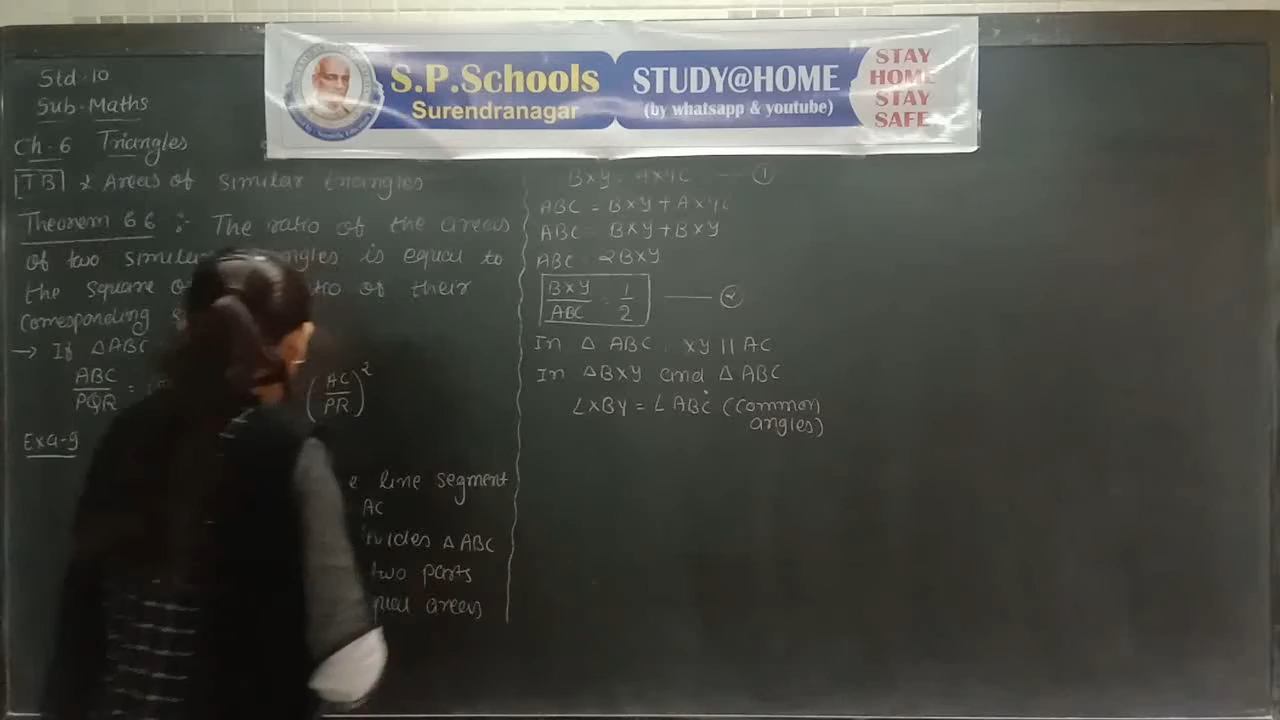 S.P.Schools
Surendranagar
STUDY@HOME
(by whatsapp & youtube)
STAY
HOME
STAY
SAFE
Std-10
Sub-Maths
Ch-6 Triangles
TB Areas of similar triangles
Theorem 6 6 :- The ratio of the areas
of two similar is equal to
the square of their
corresponding
→ If △ABC
ABC/PQR =
(AC/PR)²
Exa-9
line segment
AC
△ABC
two parts
areas
BXY = AXYC — ①
ABC = BXY + AXYC
ABC = BXY + BXY
ABC = 2BXY
BXY/ABC = 1/2 — ②
In △ ABC XY || AC
In △BXY and △ ABC
∠XBY = ∠ABC (common
angles)